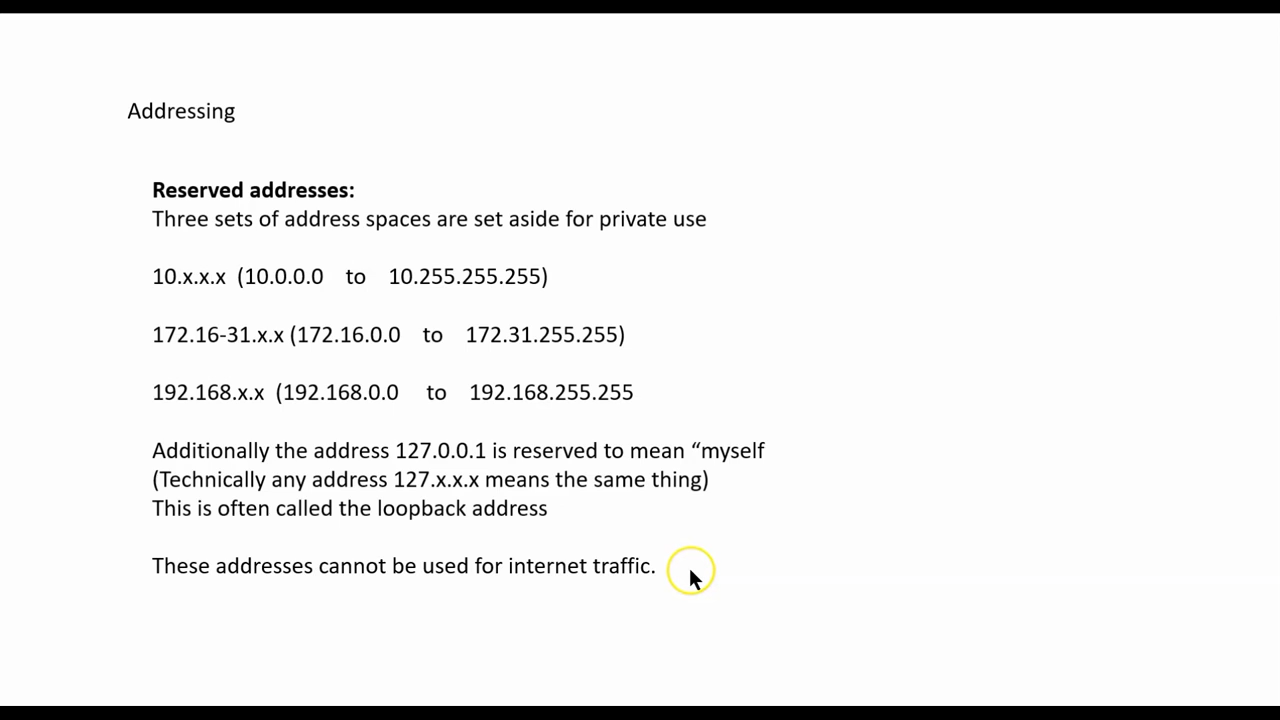 Addressing
Reserved addresses:
Three sets of address spaces are set aside for private use
10.x.x.x (10.0.0.0 to 10.255.255.255)
172.16-31.x.x (172.16.0.0 to 172.31.255.255)
192.168.x.x (192.168.0.0 to 192.168.255.255
Additionally the address 127.0.0.1 is reserved to mean “myself
(Technically any address 127.x.x.x means the same thing)
This is often called the loopback address
These addresses cannot be used for internet traffic.